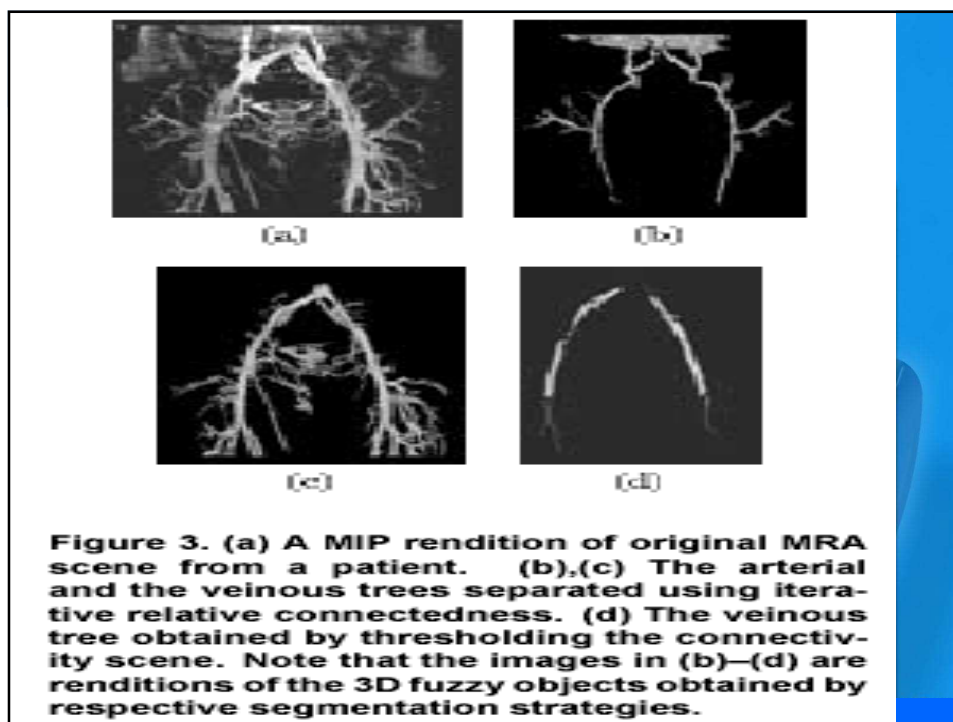 (a)
(b)
(c)
(d)
Figure 3. (a) A MIP rendition of original MRA
scene from a patient. (b),(c) The arterial
and the veinous trees separated using itera-
tive relative connectedness. (d) The veinous
tree obtained by thresholding the connectiv-
ity scene. Note that the images in (b)–(d) are
renditions of the 3D fuzzy objects obtained by
respective segmentation strategies.